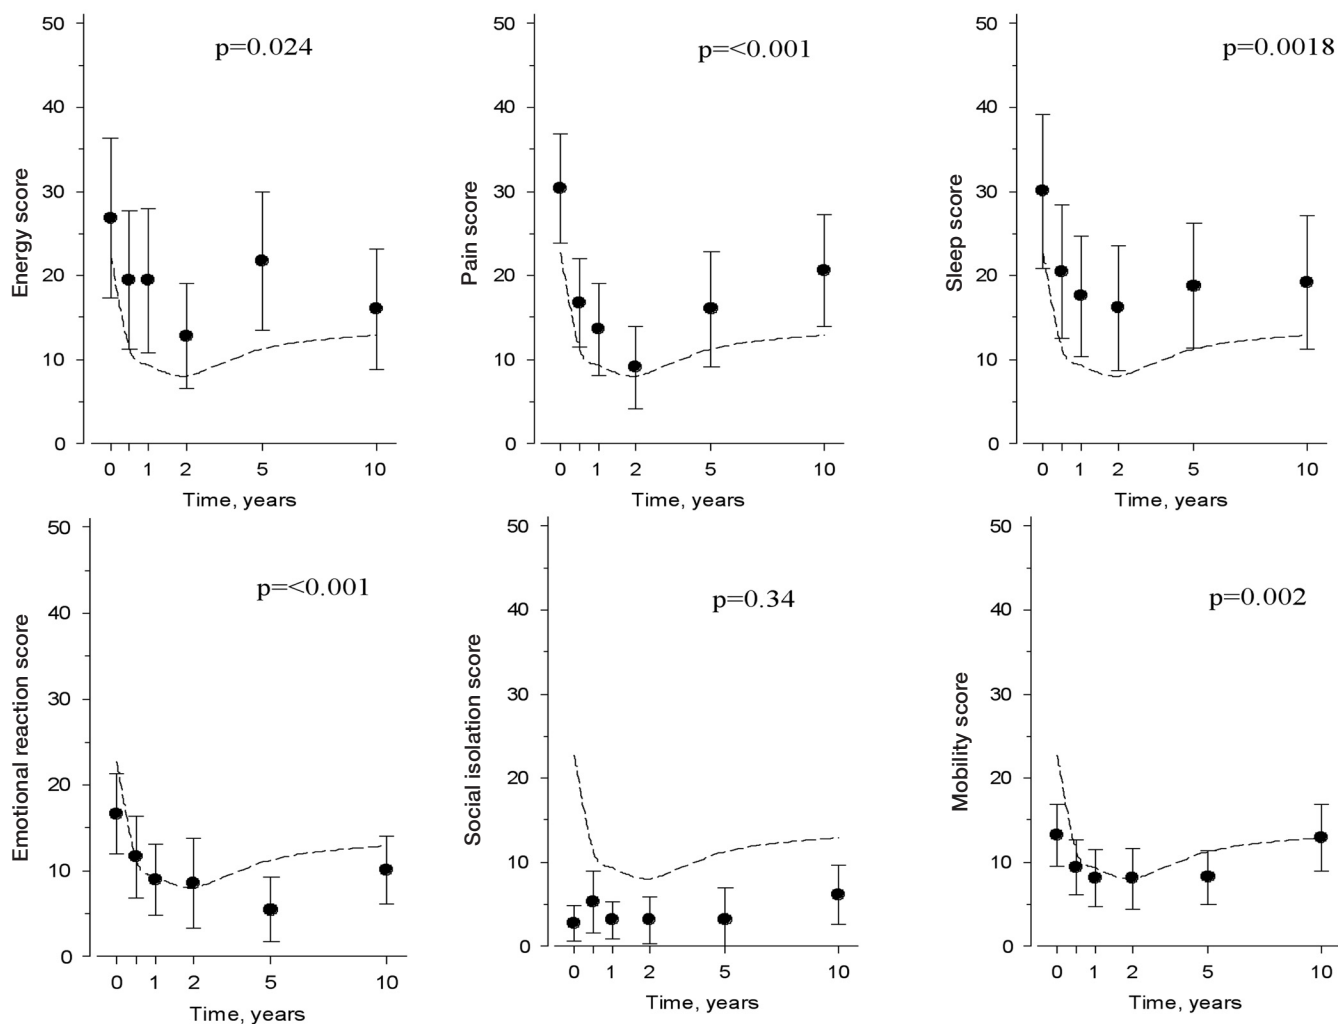 p=0.024
50
40
30
20
10
0
Energy score
0 1 2 5 10
Time, years
p=<0.001
50
40
30
20
10
0
Pain score
0 1 2 5 10
Time, years
p=0.0018
50
40
30
20
10
0
Sleep score
0 1 2 5 10
Time, years
p=<0.001
50
40
30
20
10
0
Emotional reaction score
0 1 2 5 10
Time, years
p=0.34
50
40
30
20
10
0
Social isolation score
0 1 2 5 10
Time, years
p=0.002
50
40
30
20
10
0
Mobility score
0 1 2 5 10
Time, years